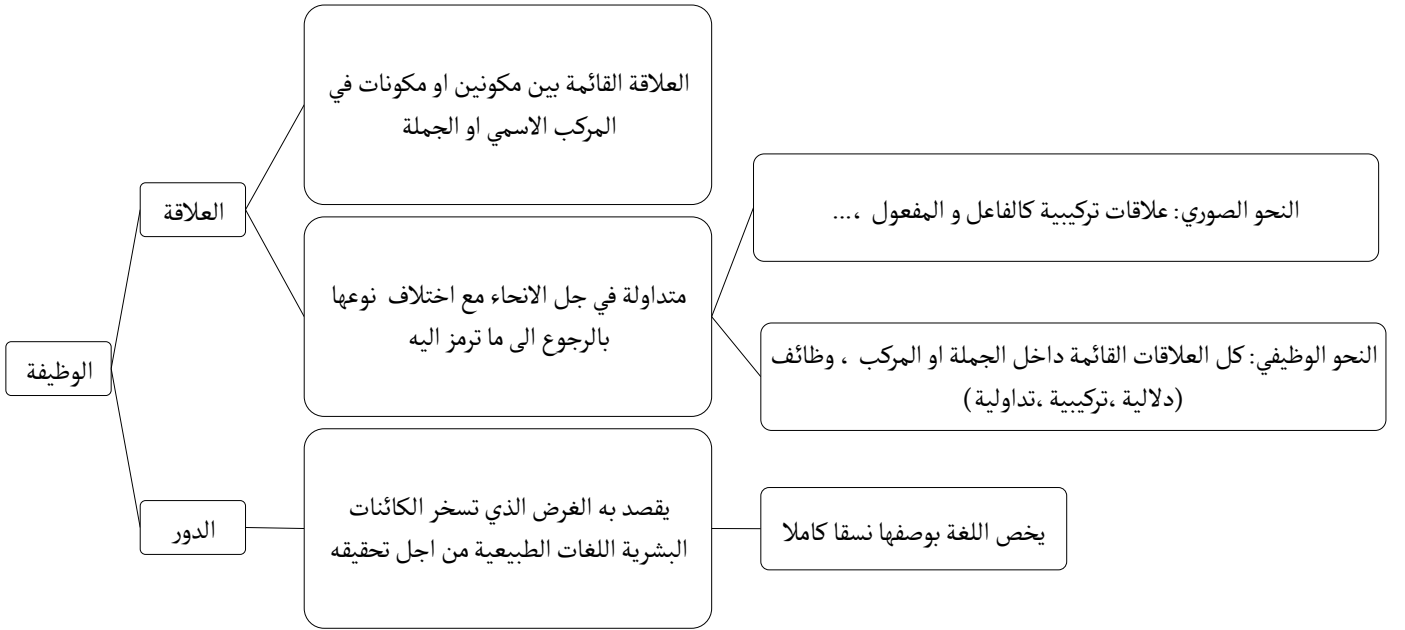 الوظيفة
العلاقة
العلاقة القائمة بين مكونين او مكونات في
المركب الاسمي او الجملة
متداولة في جل الانحاء مع اختلاف نوعها
بالرجوع الى ما ترمز اليه
النحو الصوري: علاقات تركيبية كالفاعل و المفعول ،...
النحو الوظيفي: كل العلاقات القائمة داخل الجملة او المركب ، وظائف
(دلالية ،تركيبية ،تداولية )
الدور
يقصد به الغرض الذي تسخر الكائنات
البشرية اللغات الطبيعية من اجل تحقيقه
يخص اللغة بوصفها نسقا كاملا